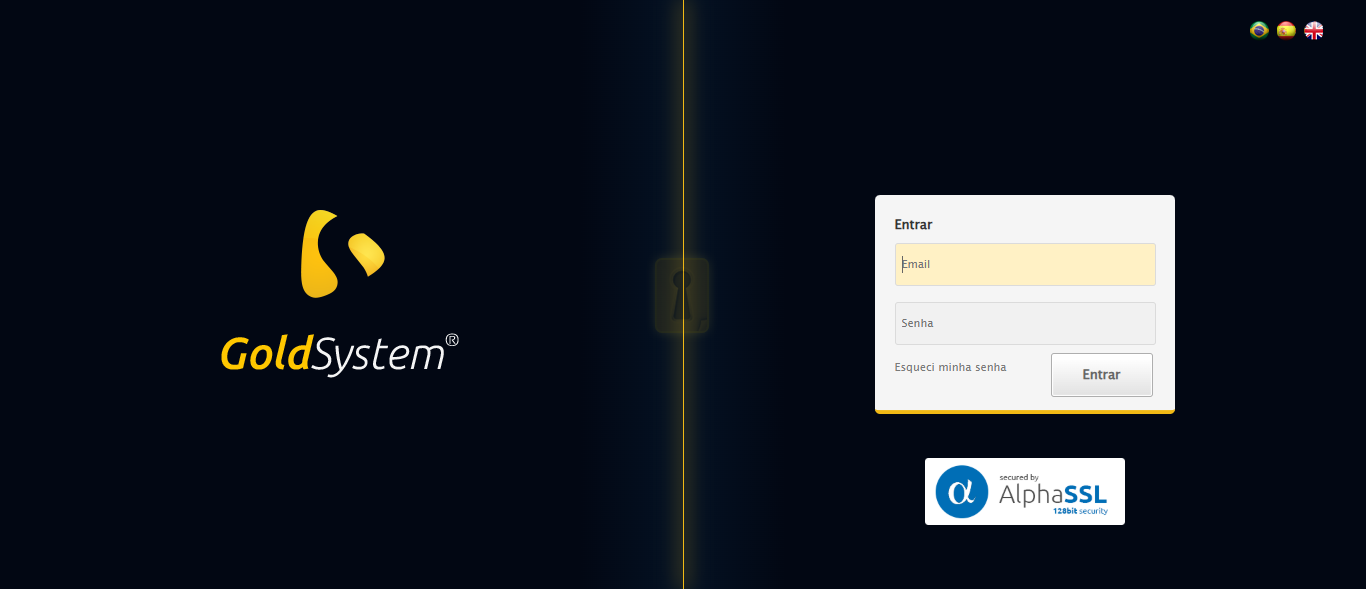 GoldSystem®
Entrar
Email
Senha
Esqueci minha senha
Entrar
secured by
α
AlphaSSL
128bit security